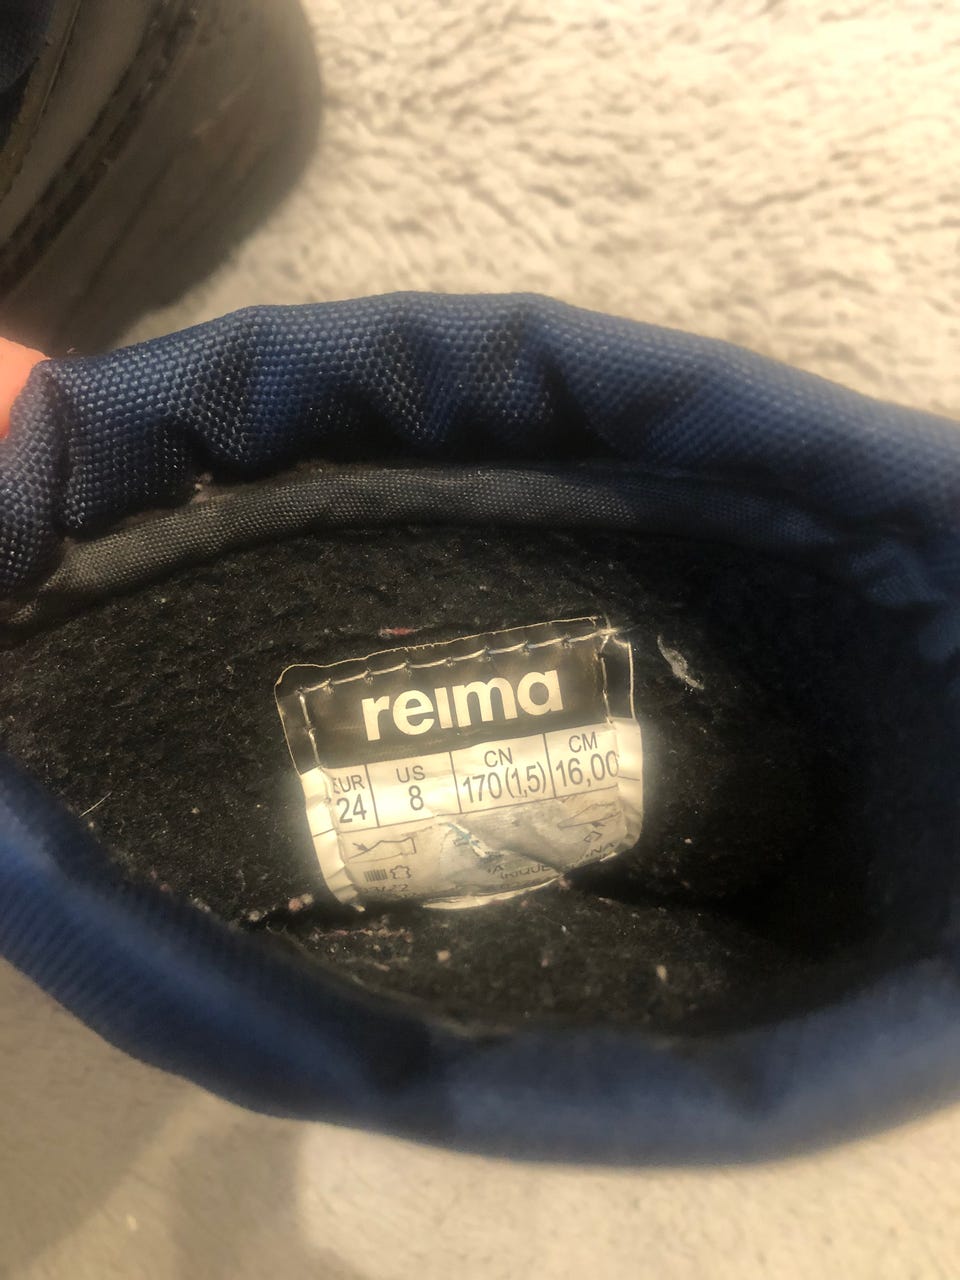 reima
EUR US CN CM
24 8 170(1,5) 16,00